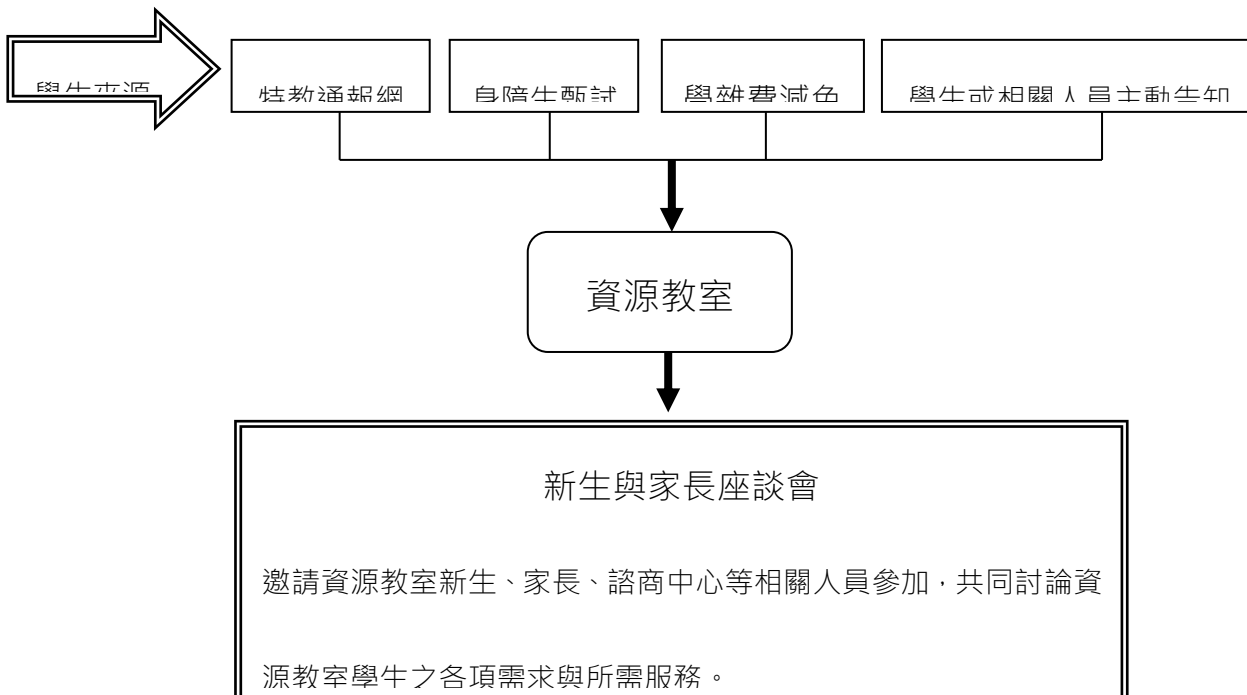 學生來源
特教通報網
身障生甄試
學雜費減免
學生或相關人員主動告知
資源教室
新生與家長座談會
邀請資源教室新生、家長、諮商中心等相關人員參加，共同討論資
源教室學生之各項需求與所需服務。